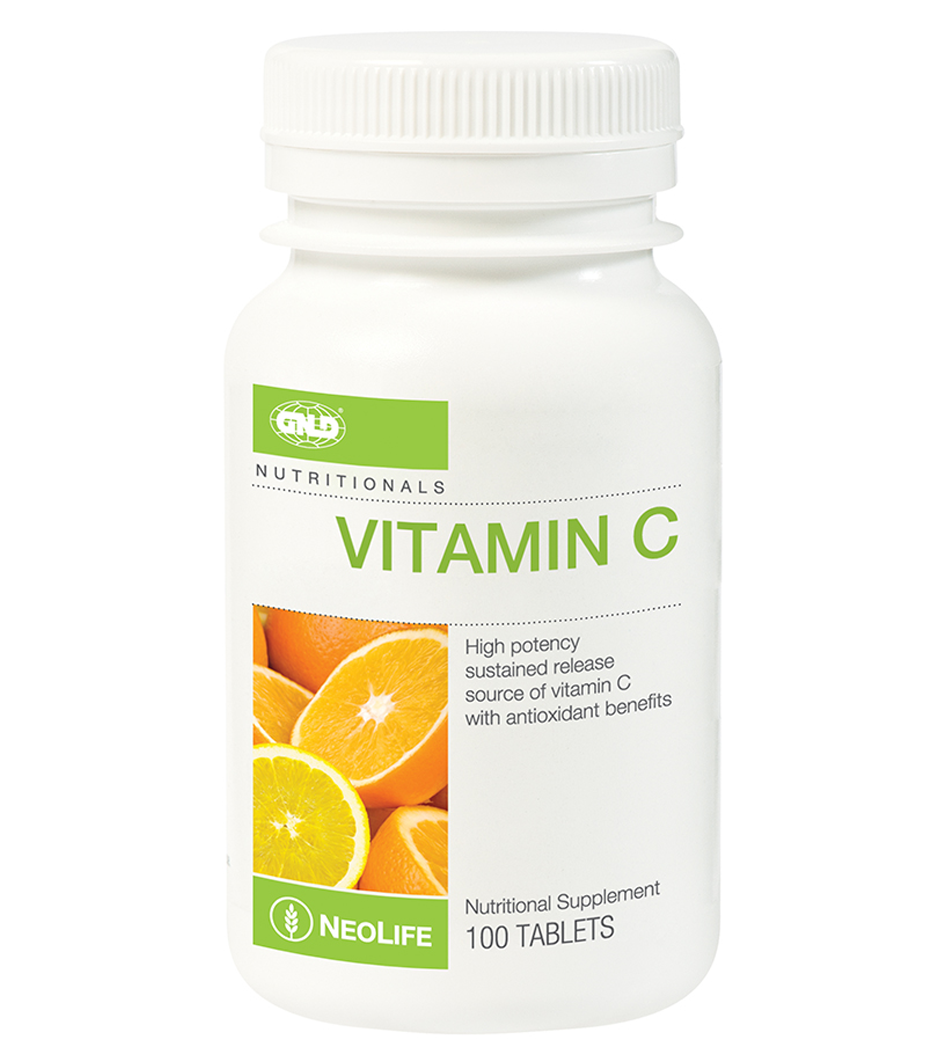 GNLD®
NUTRITIONALS
VITAMIN C
High potency
sustained release
source of vitamin C
with antioxidant benefits
Nutritional Supplement
100 TABLETS
NEOLIFE